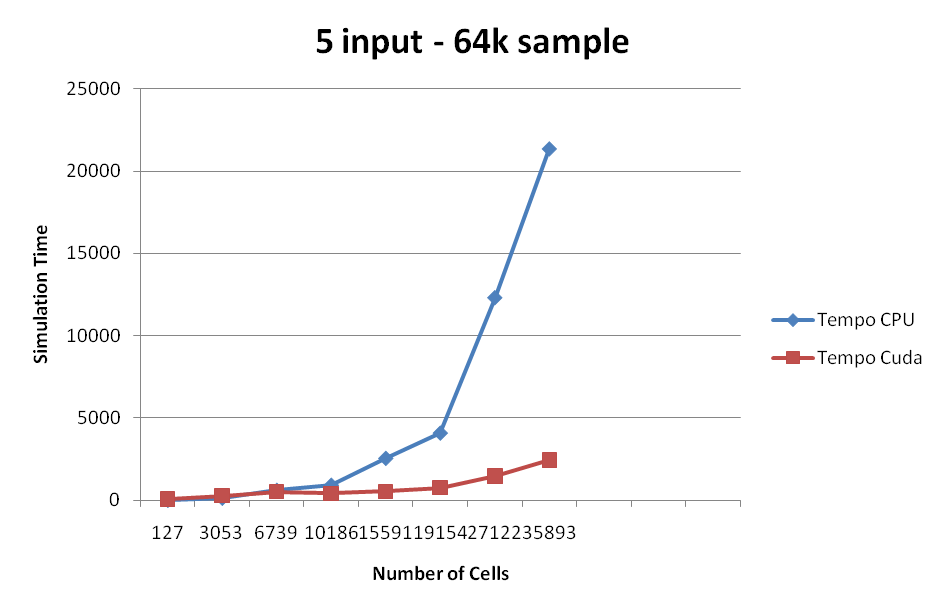 5 input - 64k sample
25000
20000
15000
10000
5000
0
Simulation Time
127 3053 6739 10186 15591 19154 27122 35893
Number of Cells
Tempo CPU
Tempo Cuda